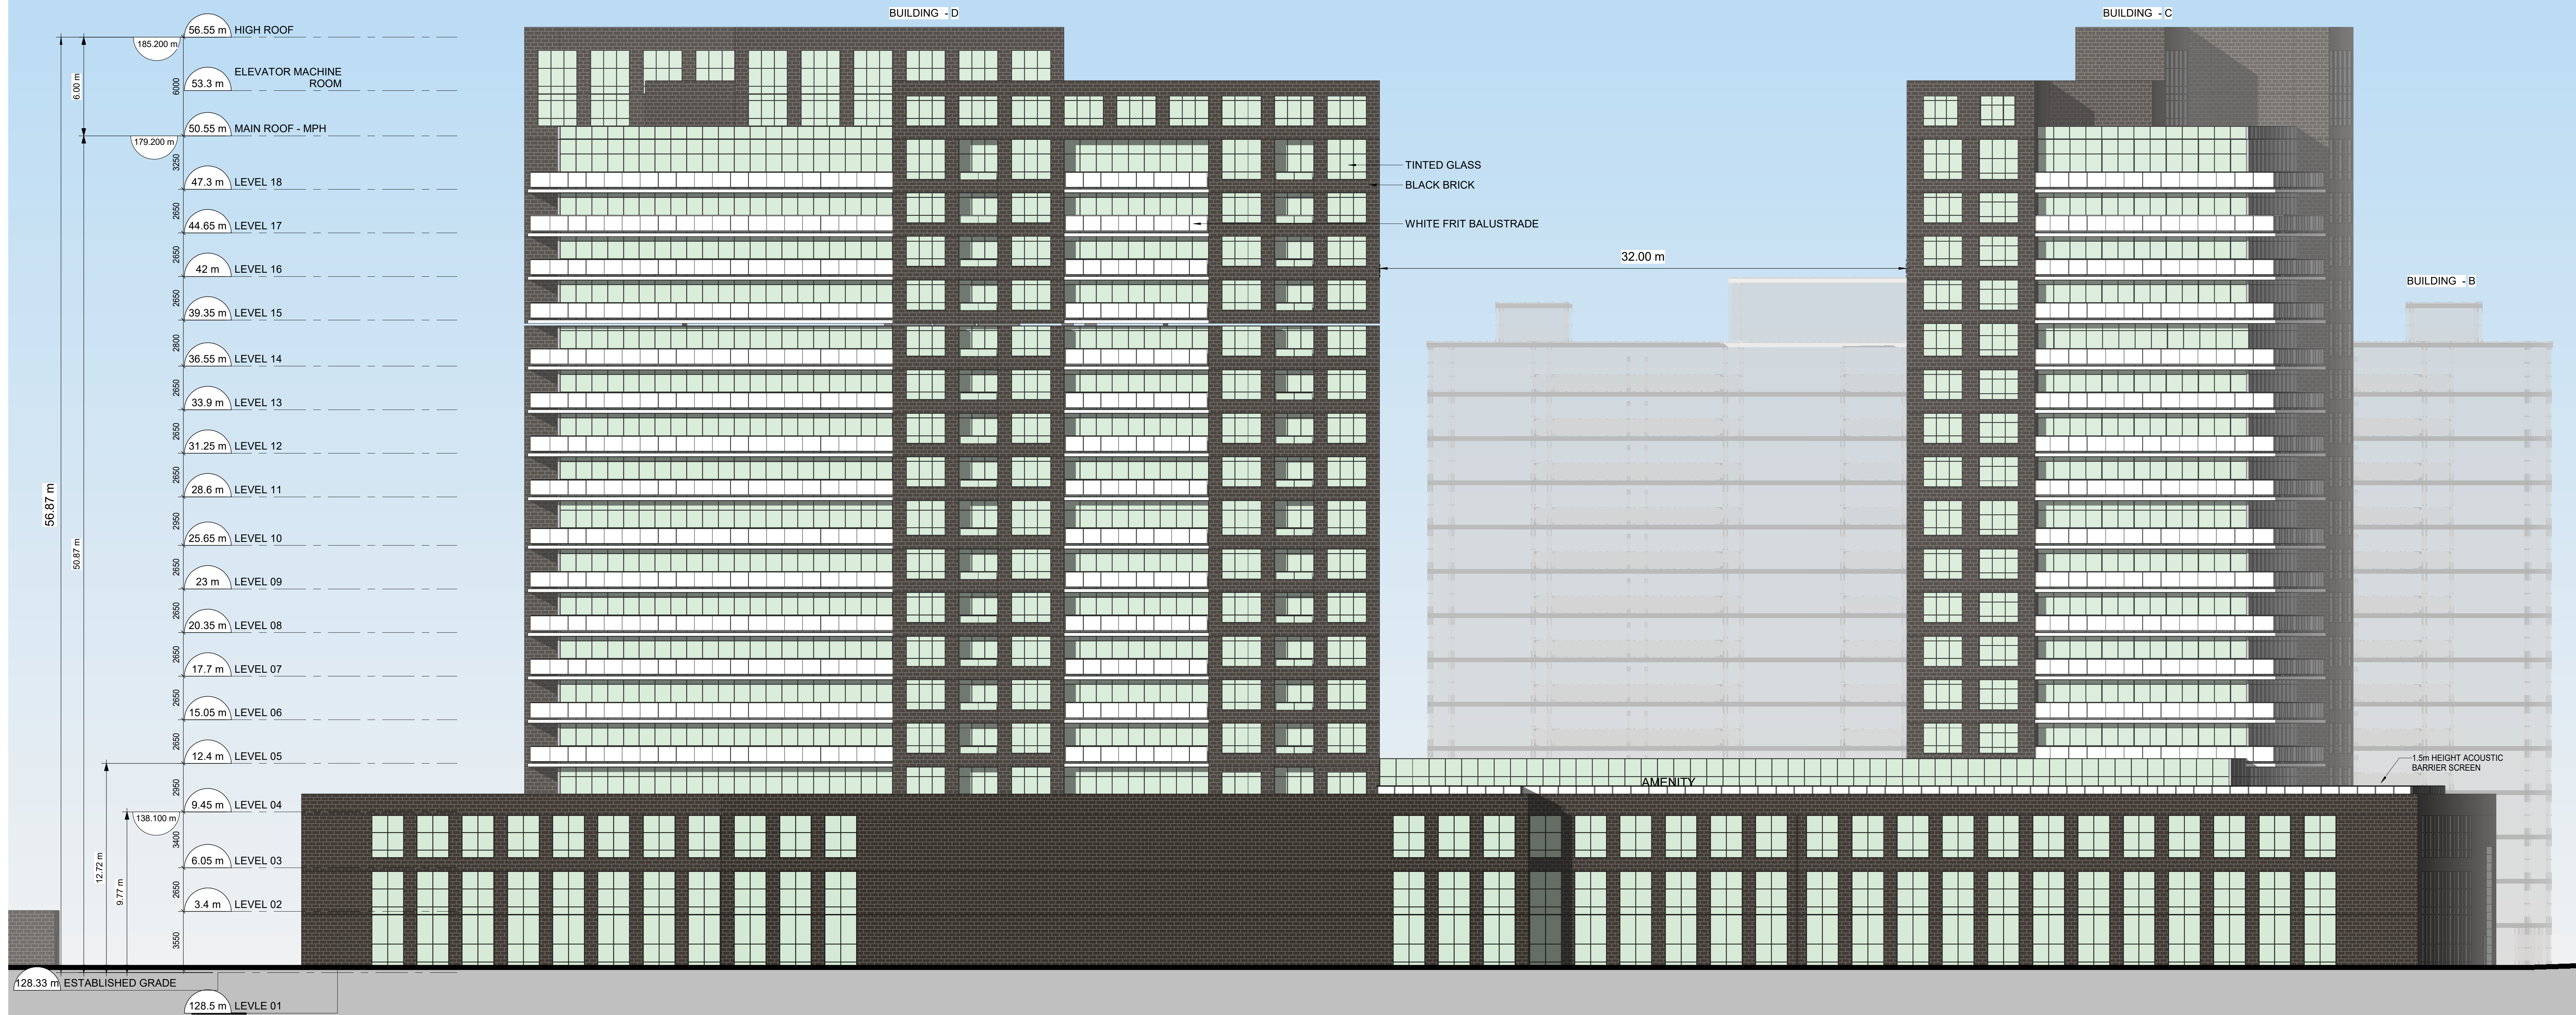 BUILDING - D
BUILDING - C
56.55 m HIGH ROOF
185.200 m
6.00 m
ELEVATOR MACHINE
ROOM
53.3 m
6000
50.55 m MAIN ROOF - MPH
179.200 m
3250
47.3 m LEVEL 18
2650
44.65 m LEVEL 17
2650
42 m LEVEL 16
2650
39.35 m LEVEL 15
2800
36.55 m LEVEL 14
2650
33.9 m LEVEL 13
2650
31.25 m LEVEL 12
2650
28.6 m LEVEL 11
2950
25.65 m LEVEL 10
2650
23 m LEVEL 09
2650
20.35 m LEVEL 08
2650
17.7 m LEVEL 07
2650
15.05 m LEVEL 06
2650
12.4 m LEVEL 05
2950
9.45 m LEVEL 04
138.100 m
3400
6.05 m LEVEL 03
2650
3.4 m LEVEL 02
3550
56.87 m
50.87 m
12.72 m
9.77 m
128.33 m ESTABLISHED GRADE
128.5 m LEVLE 01
TINTED GLASS
BLACK BRICK
WHITE FRIT BALUSTRADE
32.00 m
BUILDING - B
AMENITY
1.5m HEIGHT ACOUSTIC
BARRIER SCREEN